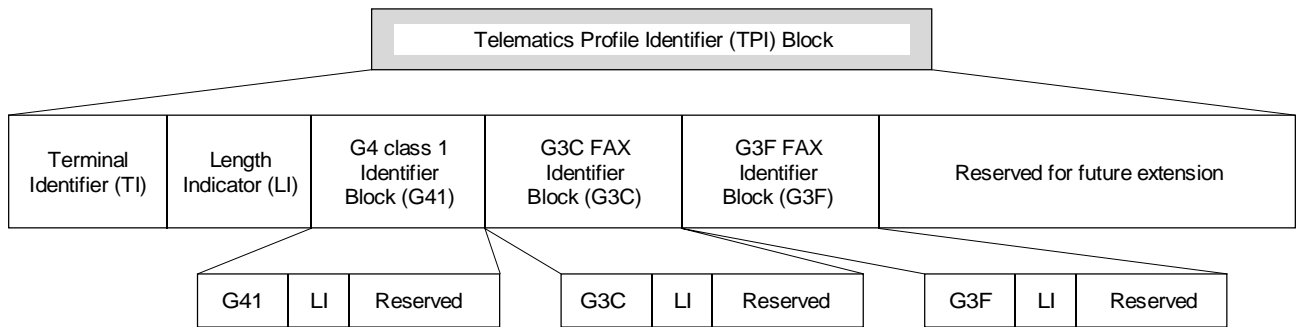 Telematics Profile Identifier (TPI) Block
Terminal
Identifier (TI)
Length
Indicator (LI)
G4 class 1
Identifier
Block (G41)
G3C FAX
Identifier
Block (G3C)
G3F FAX
Identifier
Block (G3F)
Reserved for future extension
G41
LI
Reserved
G3C
LI
Reserved
G3F
LI
Reserved